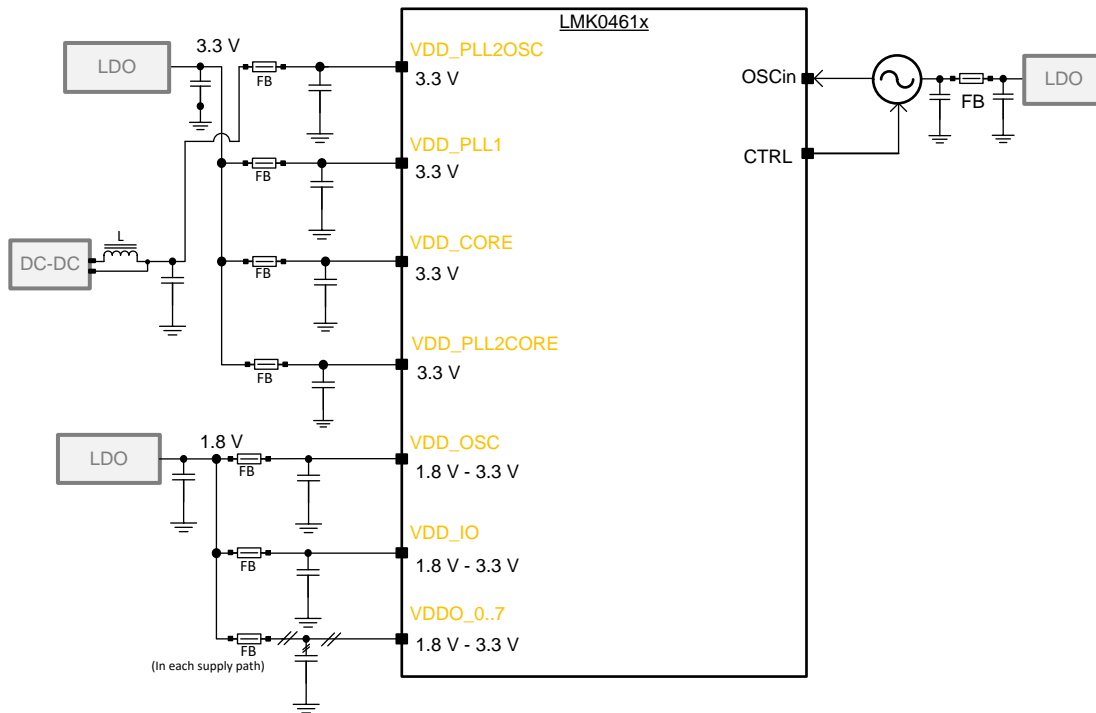 LMK0461x
LDO
3.3 V
FB
VDD_PLL2OSC
3.3 V
OSCin
FB
LDO
VDD_PLL1
3.3 V
FB
CTRL
DC-DC
L
FB
VDD_CORE
3.3 V
FB
VDD_PLL2CORE
3.3 V
LDO
1.8 V
FB
VDD_OSC
1.8 V - 3.3 V
FB
VDD_IO
1.8 V - 3.3 V
FB
(In each supply path)
VDDO_0..7
1.8 V - 3.3 V